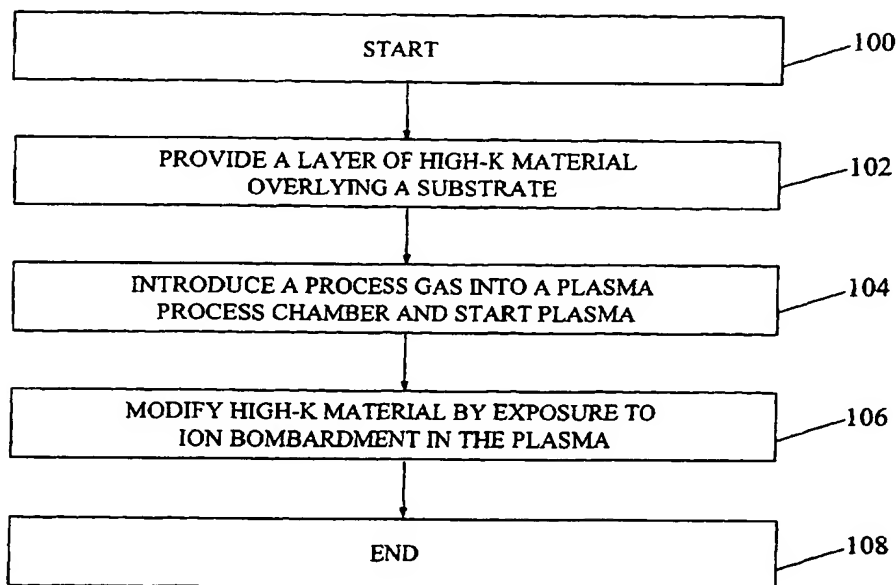 START
100
PROVIDE A LAYER OF HIGH-K MATERIAL
OVERLYING A SUBSTRATE
102
INTRODUCE A PROCESS GAS INTO A PLASMA
PROCESS CHAMBER AND START PLASMA
104
MODIFY HIGH-K MATERIAL BY EXPOSURE TO
ION BOMBARDMENT IN THE PLASMA
106
END
108